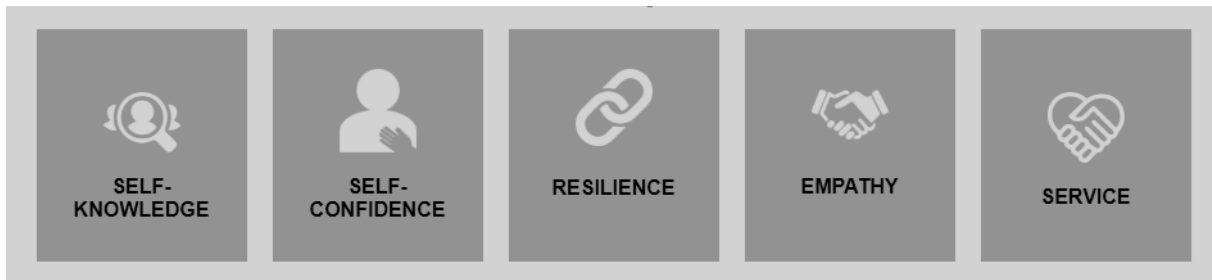 SELF-
KNOWLEDGE
SELF-
CONFIDENCE
RESILIENCE
EMPATHY
SERVICE